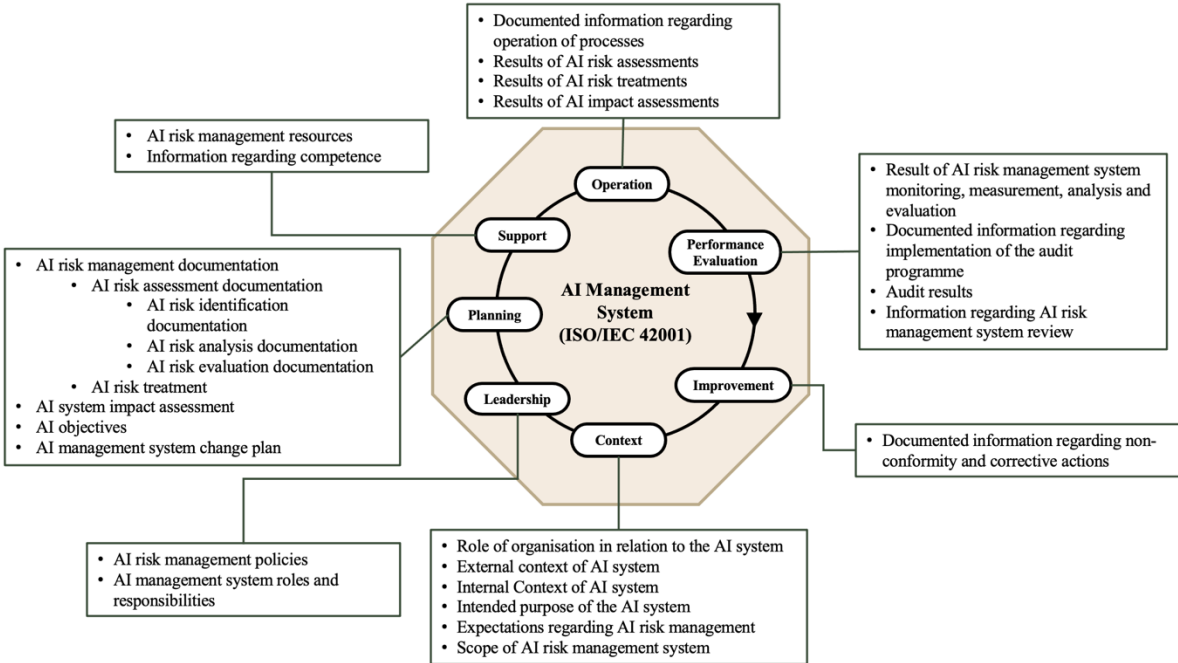 • Documented information regarding
operation of processes
• Results of AI risk assessments
• Results of AI risk treatments
• Results of AI impact assessments
• AI risk management resources
• Information regarding competence
Operation
• Result of AI risk management system
monitoring, measurement, analysis and
evaluation
• Documented information regarding
implementation of the audit
programme
• Audit results
• Information regarding AI risk
management system review
Support
Performance
Evaluation
• AI risk management documentation
• AI risk assessment documentation
• AI risk identification
documentation
• AI risk analysis documentation
• AI risk evaluation documentation
• AI risk treatment
• AI system impact assessment
• AI objectives
• AI management system change plan
Planning
AI Management
System
(ISO/IEC 42001)
Leadership
Improvement
Context
• Documented information regarding non-
conformity and corrective actions
• AI risk management policies
• AI management system roles and
responsibilities
• Role of organisation in relation to the AI system
• External context of AI system
• Internal Context of AI system
• Intended purpose of the AI system
• Expectations regarding AI risk management
• Scope of AI risk management system